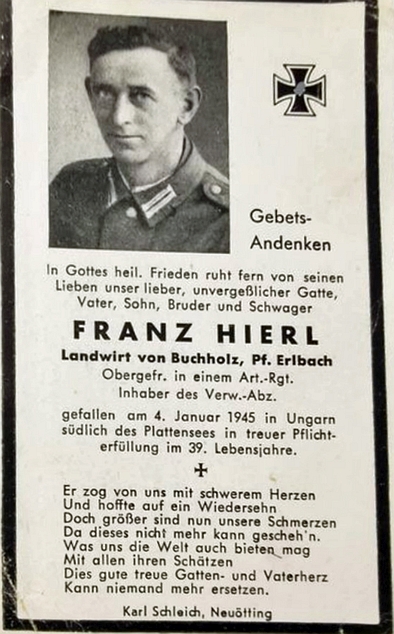 Gebets-
Andenken
In Gottes heil. Frieden ruht fern von seinen
Lieben unser lieber, unvergeßlicher Gatte,
Vater, Sohn, Bruder und Schwager
FRANZ HIERL
Landwirt von Buchholz, Pf. Erlbach
Obergefr. in einem Art.-Rgt.
Inhaber des Verw.-Abz.
gefallen am 4. Januar 1945 in Ungarn
südlich des Plattensees in treuer Pflicht-
erfüllung im 39. Lebensjahre.
Er zog von uns mit schwerem Herzen
Und hoffte auf ein Wiedersehn
Doch größer sind nun unsere Schmerzen
Da dieses nicht mehr kann gescheh'n.
Was uns die Welt auch bieten mag
Mit allen ihren Schätzen
Dies gute treue Gatten- und Vaterherz
Kann niemand mehr ersetzen.
Karl Schleich, Neuötting